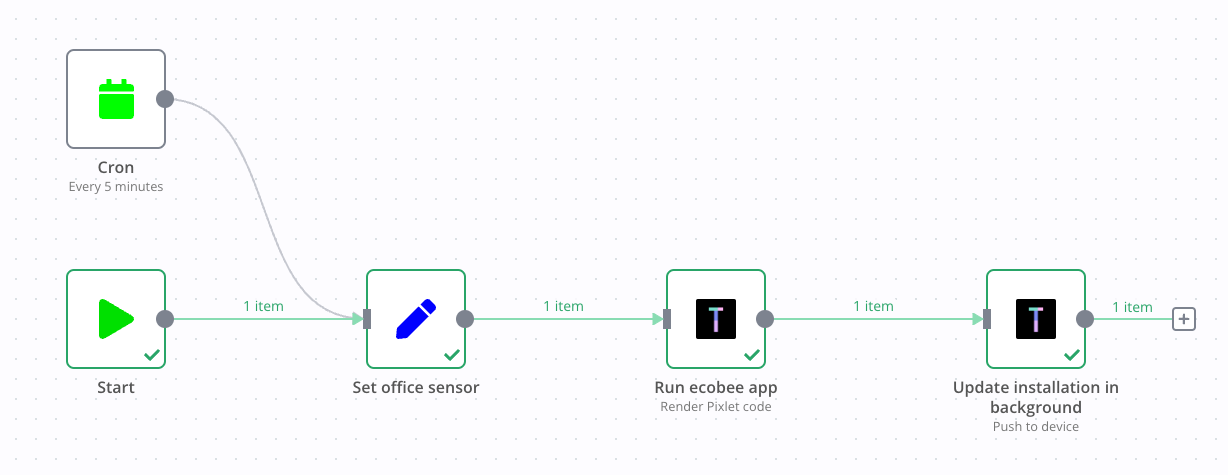 Cron
Every 5 minutes
1 item
1 item
1 item
1 item
T
T
Start
Set office sensor
Run ecobee app
Render Pixlet code
Update installation in
background
Push to device